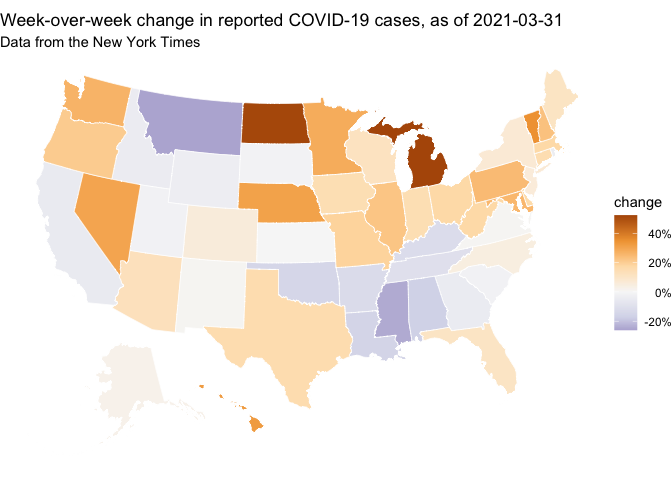 Week-over-week change in reported COVID-19 cases, as of 2021-03-31
Data from the New York Times
change
40%
20%
0%
-20%